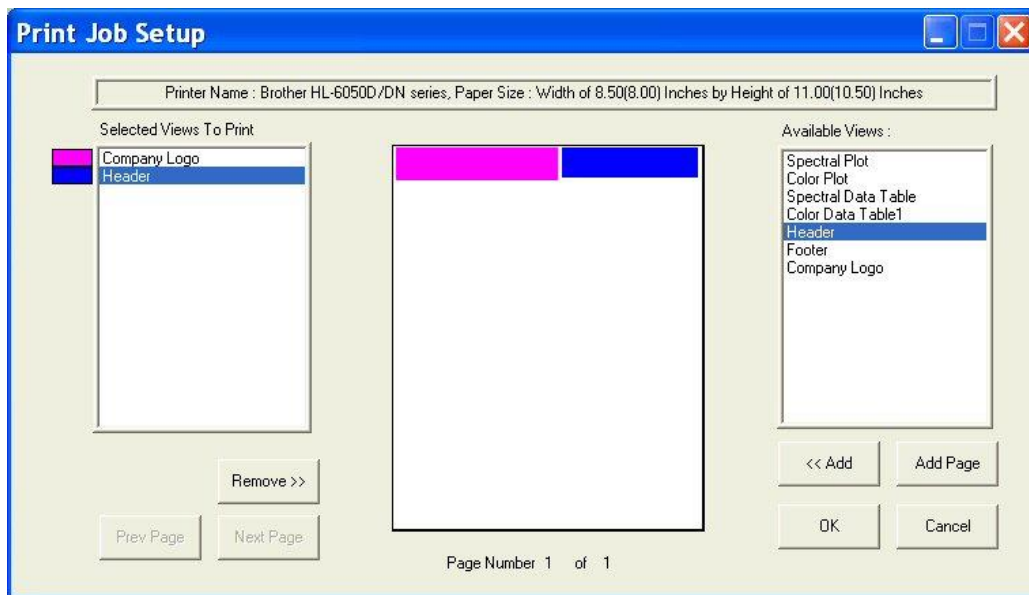 Print Job Setup
Printer Name : Brother HL-6050D/DN series, Paper Size : Width of 8.50(8.00) Inches by Height of 11.00(10.50) Inches
Selected Views To Print
Company Logo
Header
Available Views :
Spectral Plot
Color Plot
Spectral Data Table
Color Data Table1
Header
Footer
Company Logo
Remove >>
Prev Page
Next Page
<< Add
Add Page
OK
Cancel
Page Number 1 of 1